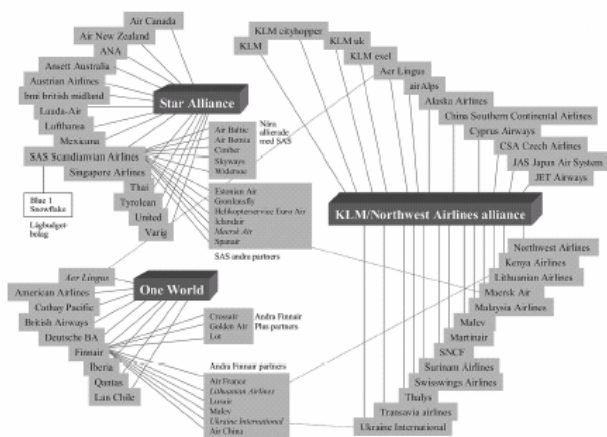 Air Canada
Air New Zealand
ANA
Ansett Australia
Austrian Airlines
bmi british midland
Lauda-Air
Lufthansa
Mexicana
SAS Scandianvian Airlines
Singapore Airlines
Thai
Tyrolean
United
Varig
Star Alliance
Blue 1
Snowflake
Lågbudget-
bolag
Air Baltic
Air Botnia
Cimber
Skyways
Wideroe
Nära
allierade
med SAS
Estonian Air
Gronlansfly
Helikopterservice Euro Air
Icelandair
Maersk Air
Spanair
SAS andra partners
KLM
KLM cityhopper
KLM uk
KLM exel
Aer Lingus
airAlps
Alaska Airlines
China Southern Continental Airlines
Cyprus Airways
CSA Czech Airlines
JAS Japan Air System
JET Airways
KLM/Northwest Airlines alliance
Northwest Airlines
Kenya Airlines
Lithuanian Airlines
Maersk Air
Malaysia Airlines
Malev
Martinair
SNCF
Surinam Airlines
Swisswings Airlines
Thalys
Transavia airlines
Ukraine International
Aer Lingus
American Airlines
Cathay Pacific
British Airways
Deutsche BA
Finnair
Iberia
Qantas
Lan Chile
One World
Crossair
Golden Air
Lot
Andra Finnair
Plus partners
Andra Finnair partners
Air France
Lithuanian Airlines
Luxair
Malev
Ukraine International
Air China